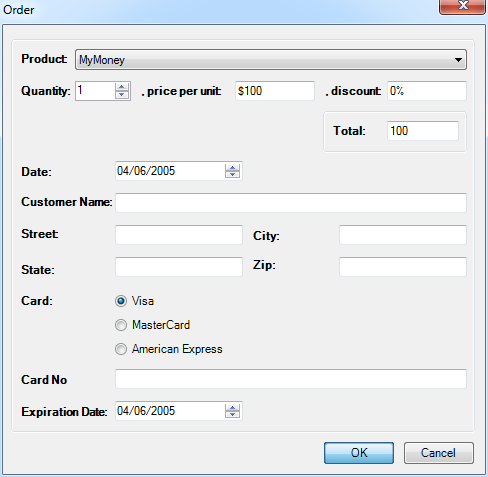 Order
Product: MyMoney
Quantity: 1 , price per unit: $100 , discount: 0%
Total: 100
Date: 04/06/2005
Customer Name:
Street: City:
State: Zip:
Card: Visa
MasterCard
American Express
Card No
Expiration Date: 04/06/2005
OK Cancel